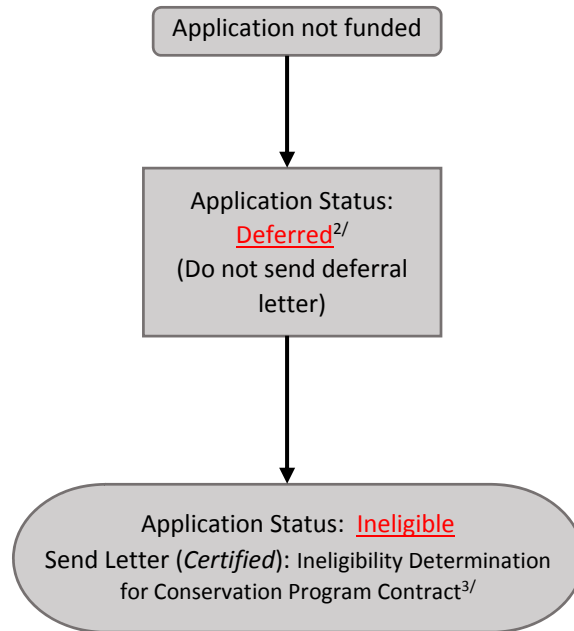 Application not funded
Application Status:
Deferred2/
(Do not send deferral
letter)
Application Status: Ineligible
Send Letter (Certified): Ineligibility Determination
for Conservation Program Contract3/